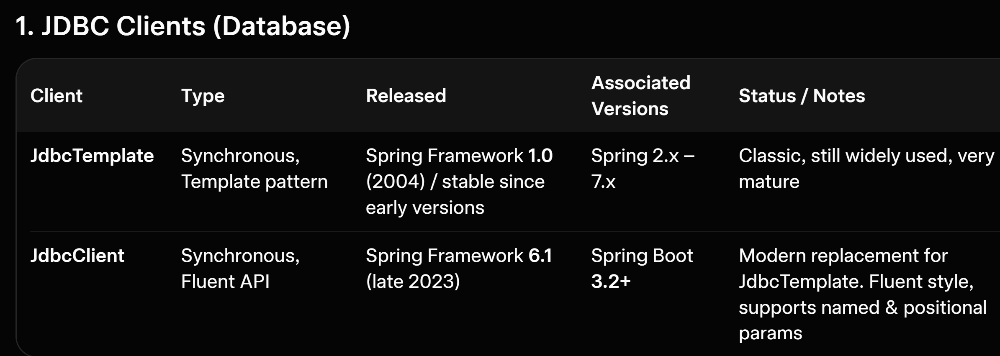 1. JDBC Clients (Database)
Client
Type
Released
Associated
Versions
Status / Notes
JdbcTemplate
Synchronous,
Template pattern
Spring Framework 1.0
(2004) / stable since
early versions
Spring 2.x –
7.x
Classic, still widely used, very
mature
JdbcClient
Synchronous,
Fluent API
Spring Framework 6.1
(late 2023)
Spring Boot
3.2+
Modern replacement for
JdbcTemplate. Fluent style,
supports named & positional
params